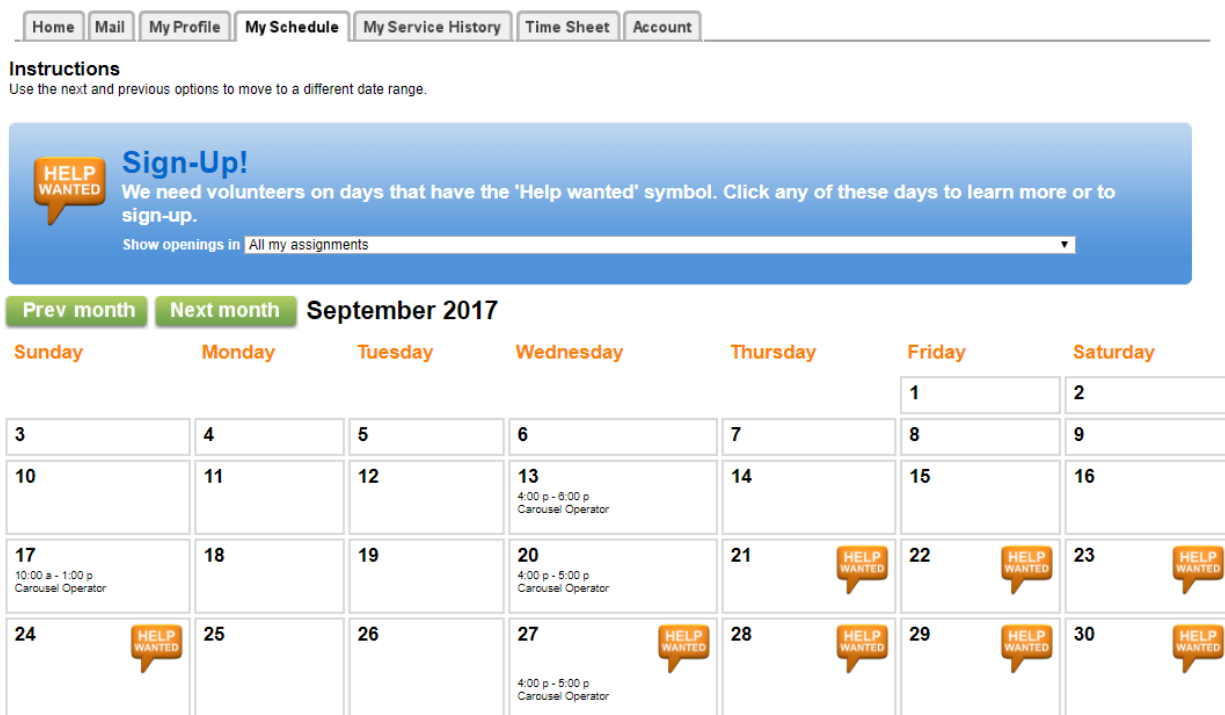 Home Mail My Profile My Schedule My Service History Time Sheet Account
Instructions
Use the next and previous options to move to a different date range.
HELP
WANTED
Sign-Up!
We need volunteers on days that have the 'Help wanted' symbol. Click any of these days to learn more or to
sign-up.
Show openings in All my assignments
Prev month Next month September 2017
Sunday Monday Tuesday Wednesday Thursday Friday Saturday
1 2
3 4 5 6 7 8 9
10 11 12 13 14 15 16
4:00 p - 6:00 p
Carousel Operator
17 18 19 20 21 HELP WANTED 22 HELP WANTED 23 HELP WANTED
10:00 a - 1:00 p 4:00 p - 5:00 p
Carousel Operator Carousel Operator
24 HELP WANTED 25 26 27 HELP WANTED 28 HELP WANTED 29 HELP WANTED 30 HELP WANTED
4:00 p - 5:00 p
Carousel Operator